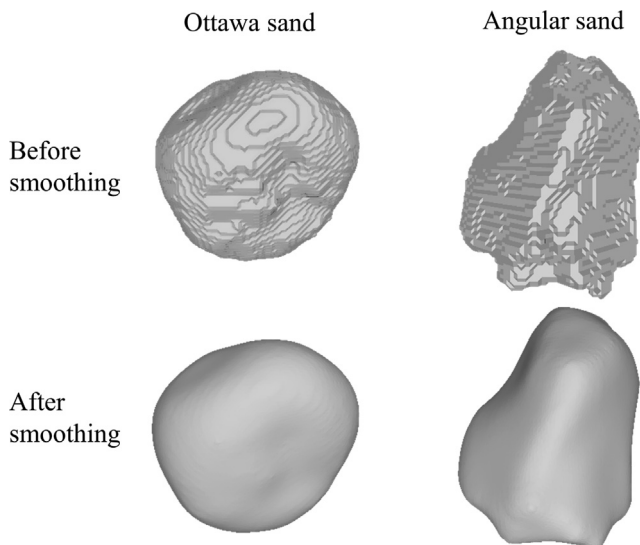 Ottawa sand
Angular sand
Before
smoothing
After
smoothing